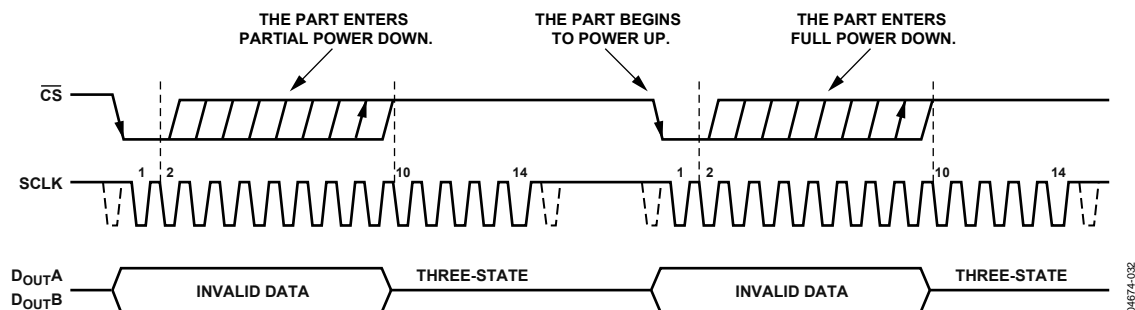 THE PART ENTERS
PARTIAL POWER DOWN.
THE PART BEGINS
TO POWER UP.
THE PART ENTERS
FULL POWER DOWN.
CS
SCLK
1
2
10
14
1
2
10
14
DOUTA
DOUTB
INVALID DATA
THREE-STATE
INVALID DATA
THREE-STATE
04674-032